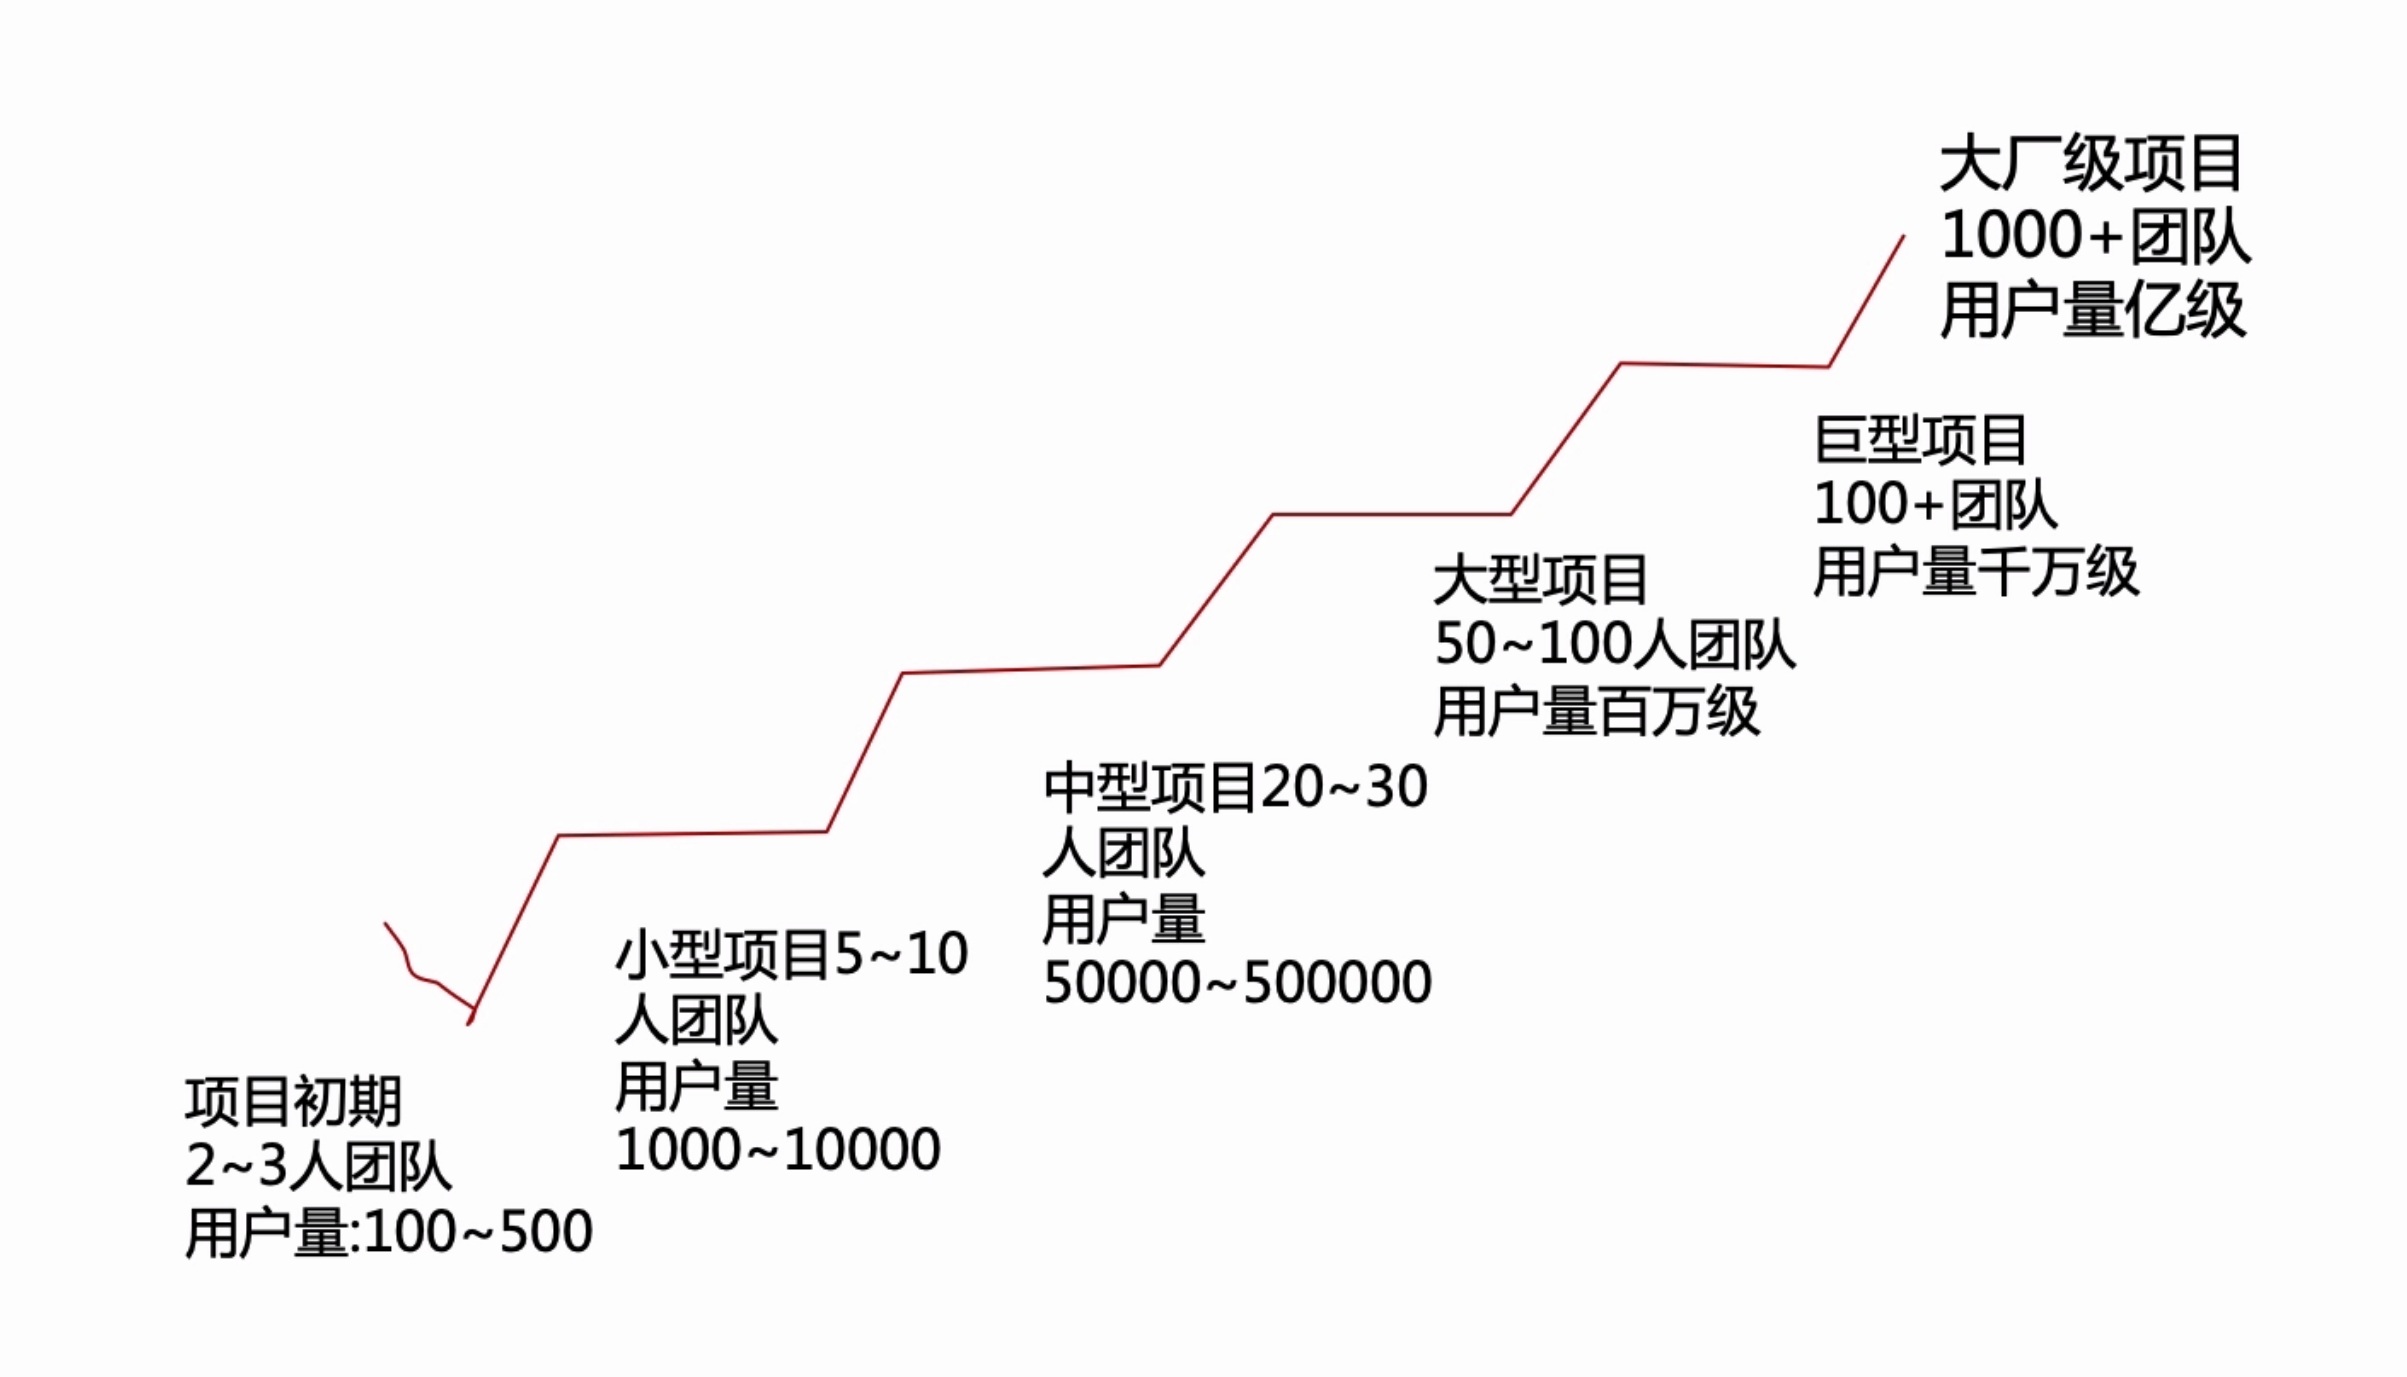 项目初期
2~3人团队
用户量:100~500
小型项目5~10
人团队
用户量
1000~10000
中型项目20~30
人团队
用户量
50000~500000
大型项目
50~100人团队
用户量百万级
巨型项目
100+团队
用户量千万级
大厂级项目
1000+团队
用户量亿级